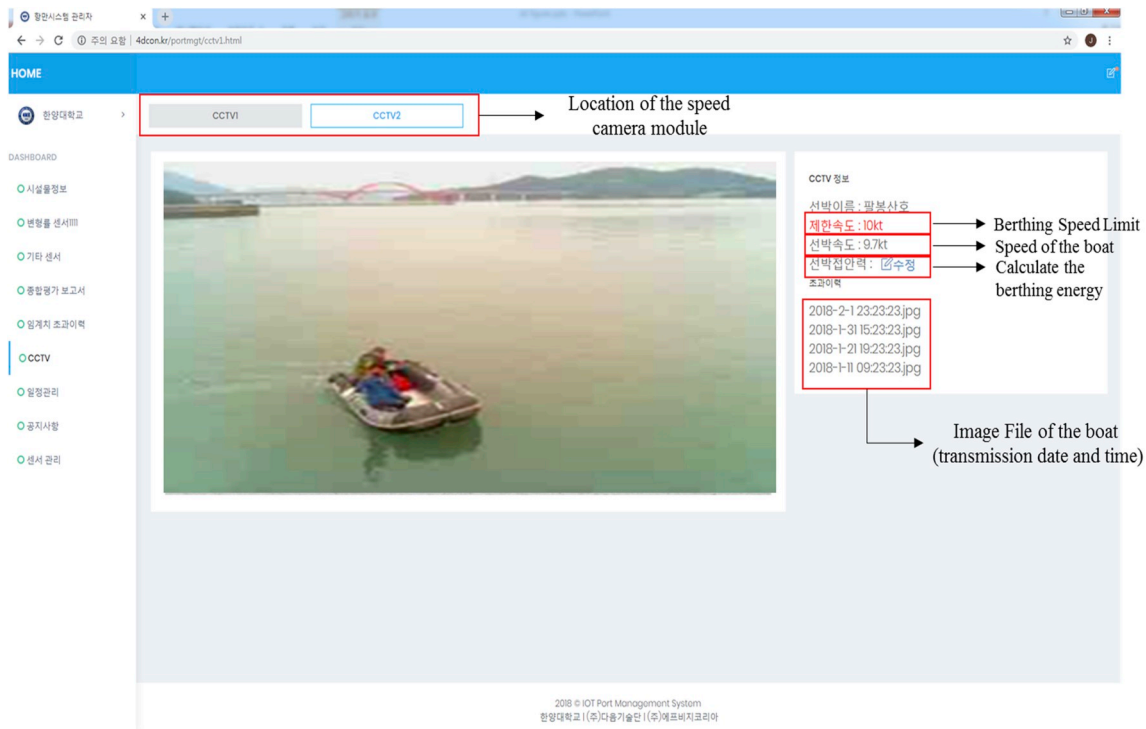 항만시스템 관리자
주의 요함 | 4dcon.kr/portmgt/cctv1.html
J
HOME
한양대학교
CCTV1
CCTV2
Location of the speed
camera module
DASHBOARD
시설물정보
변형률 센서1111
기타 센서
종합평가 보고서
임계치 초과이력
CCTV
일정관리
공지사항
센서 관리
CCTV 정보
선박이름 : 팔봉산호
제한속도 : 10kt
선박속도 : 9.7kt
선박접안력 : 수정
초과이력
2018-2-1 23:23:23.jpg
2018-1-31 15:23:23.jpg
2018-1-21 19:23:23.jpg
2018-1-11 09:23:23.jpg
Berthing Speed Limit
Speed of the boat
Calculate the
berthing energy
Image File of the boat
(transmission date and time)
2018 © IOT Port Management System
한양대학교 | (주)다음기술단 | (주)에프비지코리아